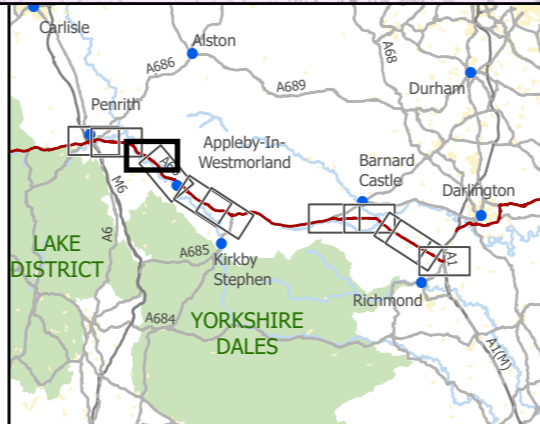 Carlisle
Alston
A68
A686
A689
Durham
Penrith
Appleby-In-
Westmorland
Barnard
Castle
Darlington
M6
A6
LAKE
DISTRICT
A685
Kirkby
Stephen
A1
Richmond
A684
YORKSHIRE
DALES
A1(M)